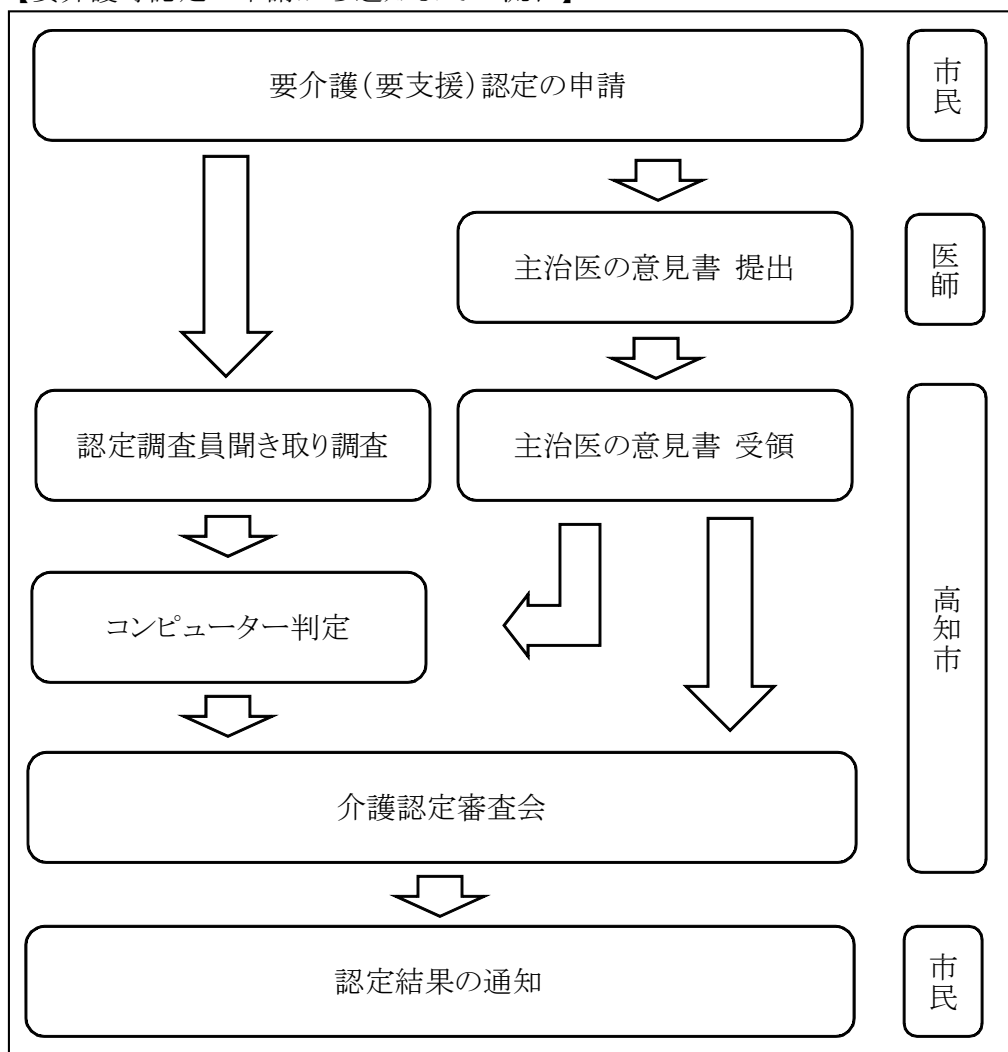 要介護(要支援)認定の申請
市民
主治医の意見書 提出
医師
認定調査員聞き取り調査
主治医の意見書 受領
コンピューター判定
高知市
介護認定審査会
認定結果の通知
市民